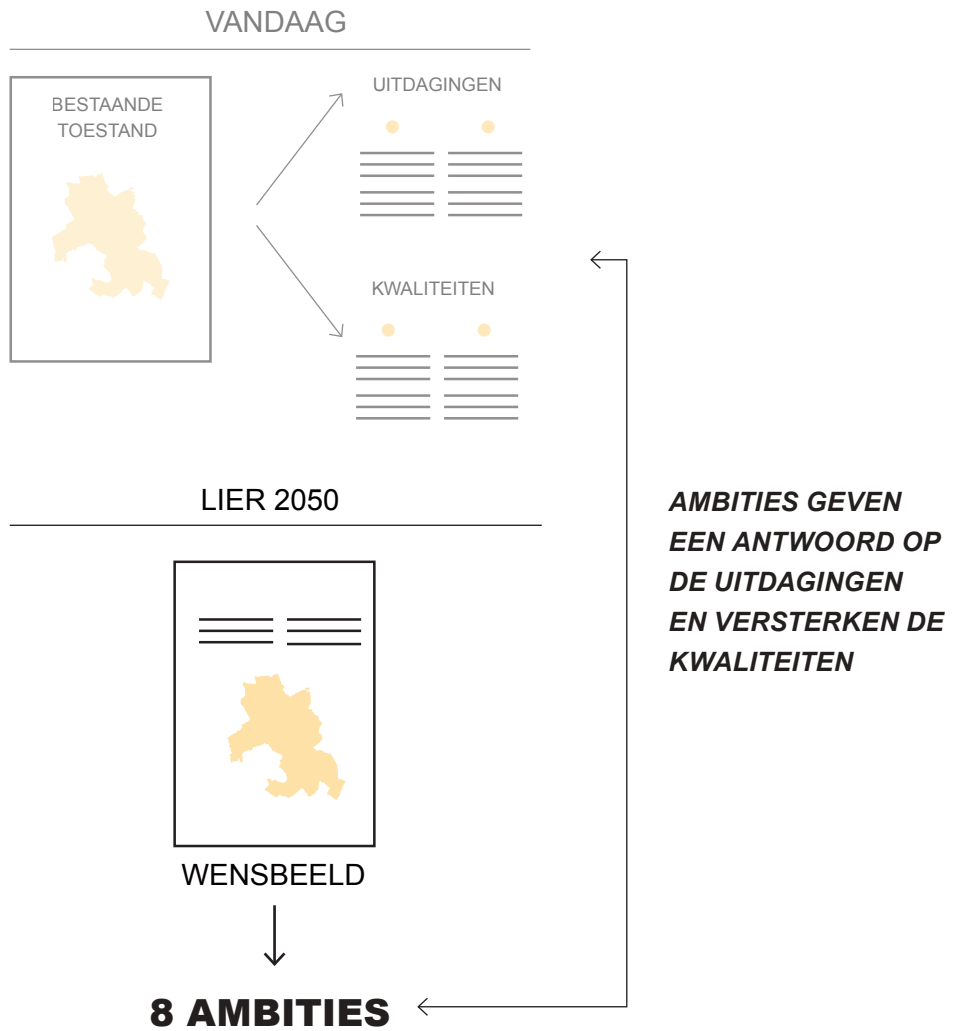 VANDAAG
BESTAANDE
TOESTAND
UITDAGINGEN
KWALITEITEN
LIER 2050
WENSBEELD
8 AMBITIES
AMBITIES GEVEN
EEN ANTWOORD OP
DE UITDAGINGEN
EN VERSTERKEN DE
KWALITEITEN